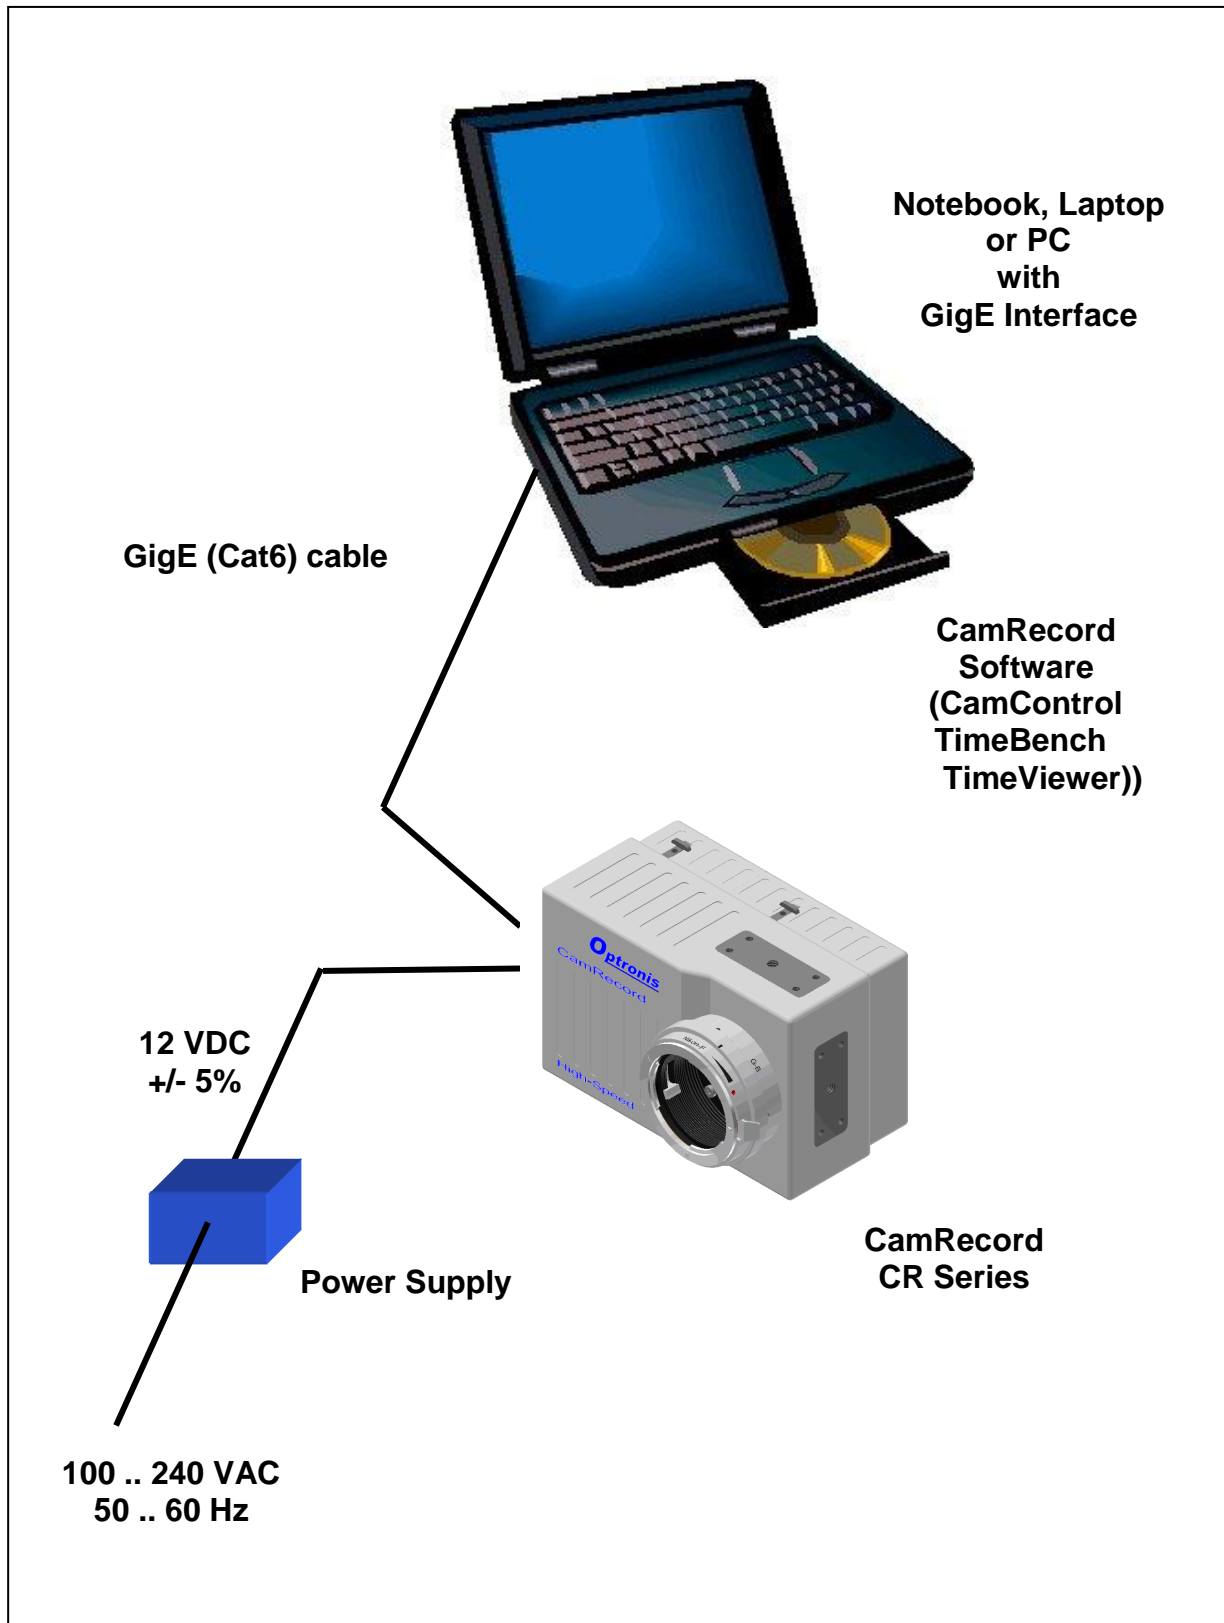 Notebook, Laptop
or PC
with
GigE Interface
GigE (Cat6) cable
CamRecord
Software
(CamControl
TimeBench
TimeViewer))
Optronis
CamRecord
High-Speed
Nikon-F
G-B
12 VDC
+/- 5%
Power Supply
CamRecord
CR Series
100 .. 240 VAC
50 .. 60 Hz